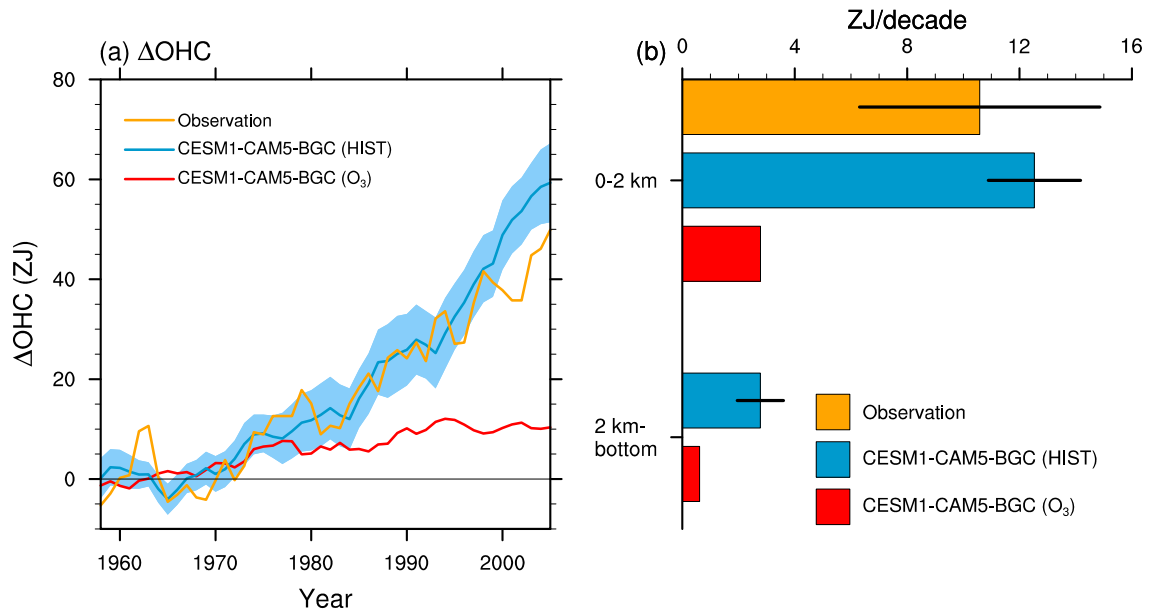 (a) ΔOHC
80
60
40
20
0
ΔOHC (ZJ)
Observation
CESM1-CAM5-BGC (HIST)
CESM1-CAM5-BGC (O₃)
1960 1970 1980 1990 2000
Year
(b) ZJ/decade
0 4 8 12 16
0-2 km
2 km-
bottom
Observation
CESM1-CAM5-BGC (HIST)
CESM1-CAM5-BGC (O₃)